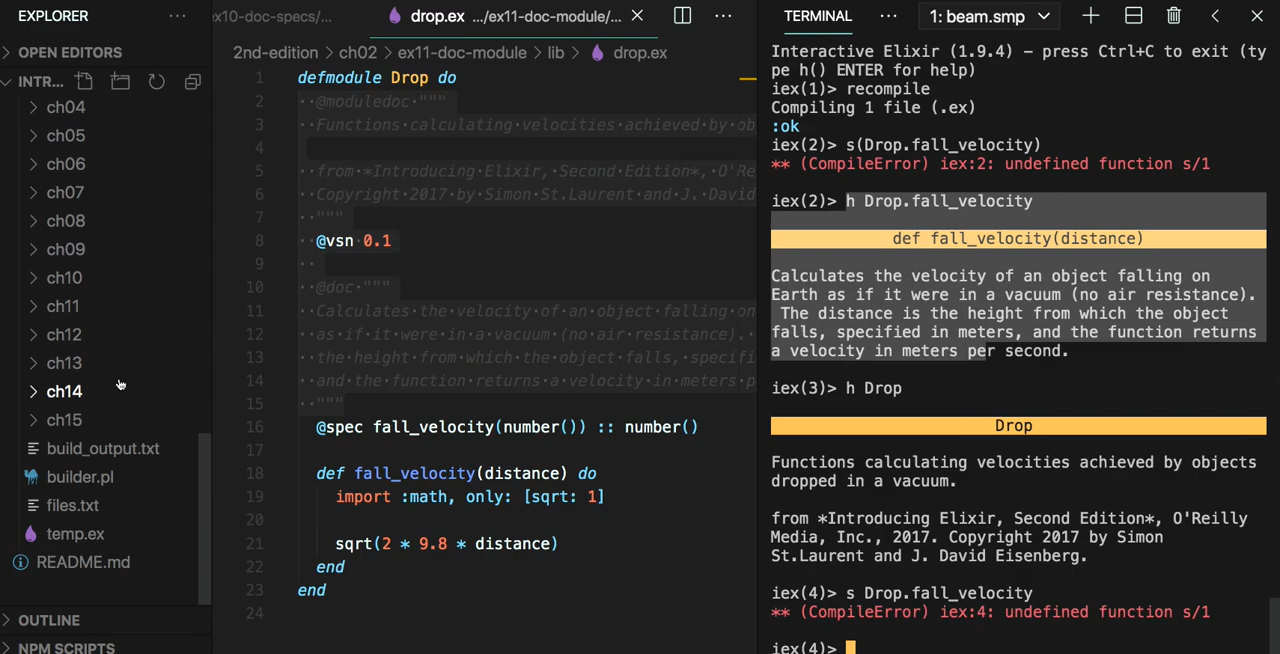 EXPLORER
OPEN EDITORS
INTR...
ch04
ch05
ch06
ch07
ch08
ch09
ch10
ch11
ch12
ch13
ch14
ch15
build_output.txt
builder.pl
files.txt
temp.ex
README.md
OUTLINE
NPM SCRIPTS
x10-doc-specs/...
drop.ex .../ex11-doc-module/...
2nd-edition > ch02 > ex11-doc-module > lib > drop.ex
1 defmodule Drop do
2 @moduledoc """
3 Functions calculating velocities achieved by ob
4
5 from *Introducing Elixir, Second Edition*, O'Re
6 Copyright 2017 by Simon St.Laurent and J. David
7 """
8 @vsn 0.1
9
10 @doc """
11 Calculates the velocity of an object falling on
12 as if it were in a vacuum (no air resistance).
13 the height from which the object falls, specifi
14 and the function returns a velocity in meters p
15 """
16 @spec fall_velocity(number()) :: number()
17
18 def fall_velocity(distance) do
19 import :math, only: [sqrt: 1]
20
21 sqrt(2 * 9.8 * distance)
22 end
23 end
24
TERMINAL
1: beam.smp
Interactive Elixir (1.9.4) - press Ctrl+C to exit (ty
pe h() ENTER for help)
iex(1)> recompile
Compiling 1 file (.ex)
:ok
iex(2)> s(Drop.fall_velocity)
** (CompileError) iex:2: undefined function s/1
iex(2)> h Drop.fall_velocity
def fall_velocity(distance)
Calculates the velocity of an object falling on
Earth as if it were in a vacuum (no air resistance).
The distance is the height from which the object
falls, specified in meters, and the function returns
a velocity in meters per second.
iex(3)> h Drop
Drop
Functions calculating velocities achieved by objects
dropped in a vacuum.
from *Introducing Elixir, Second Edition*, O'Reilly
Media, Inc., 2017. Copyright 2017 by Simon
St.Laurent and J. David Eisenberg.
iex(4)> s Drop.fall_velocity
** (CompileError) iex:4: undefined function s/1
iex(4)>